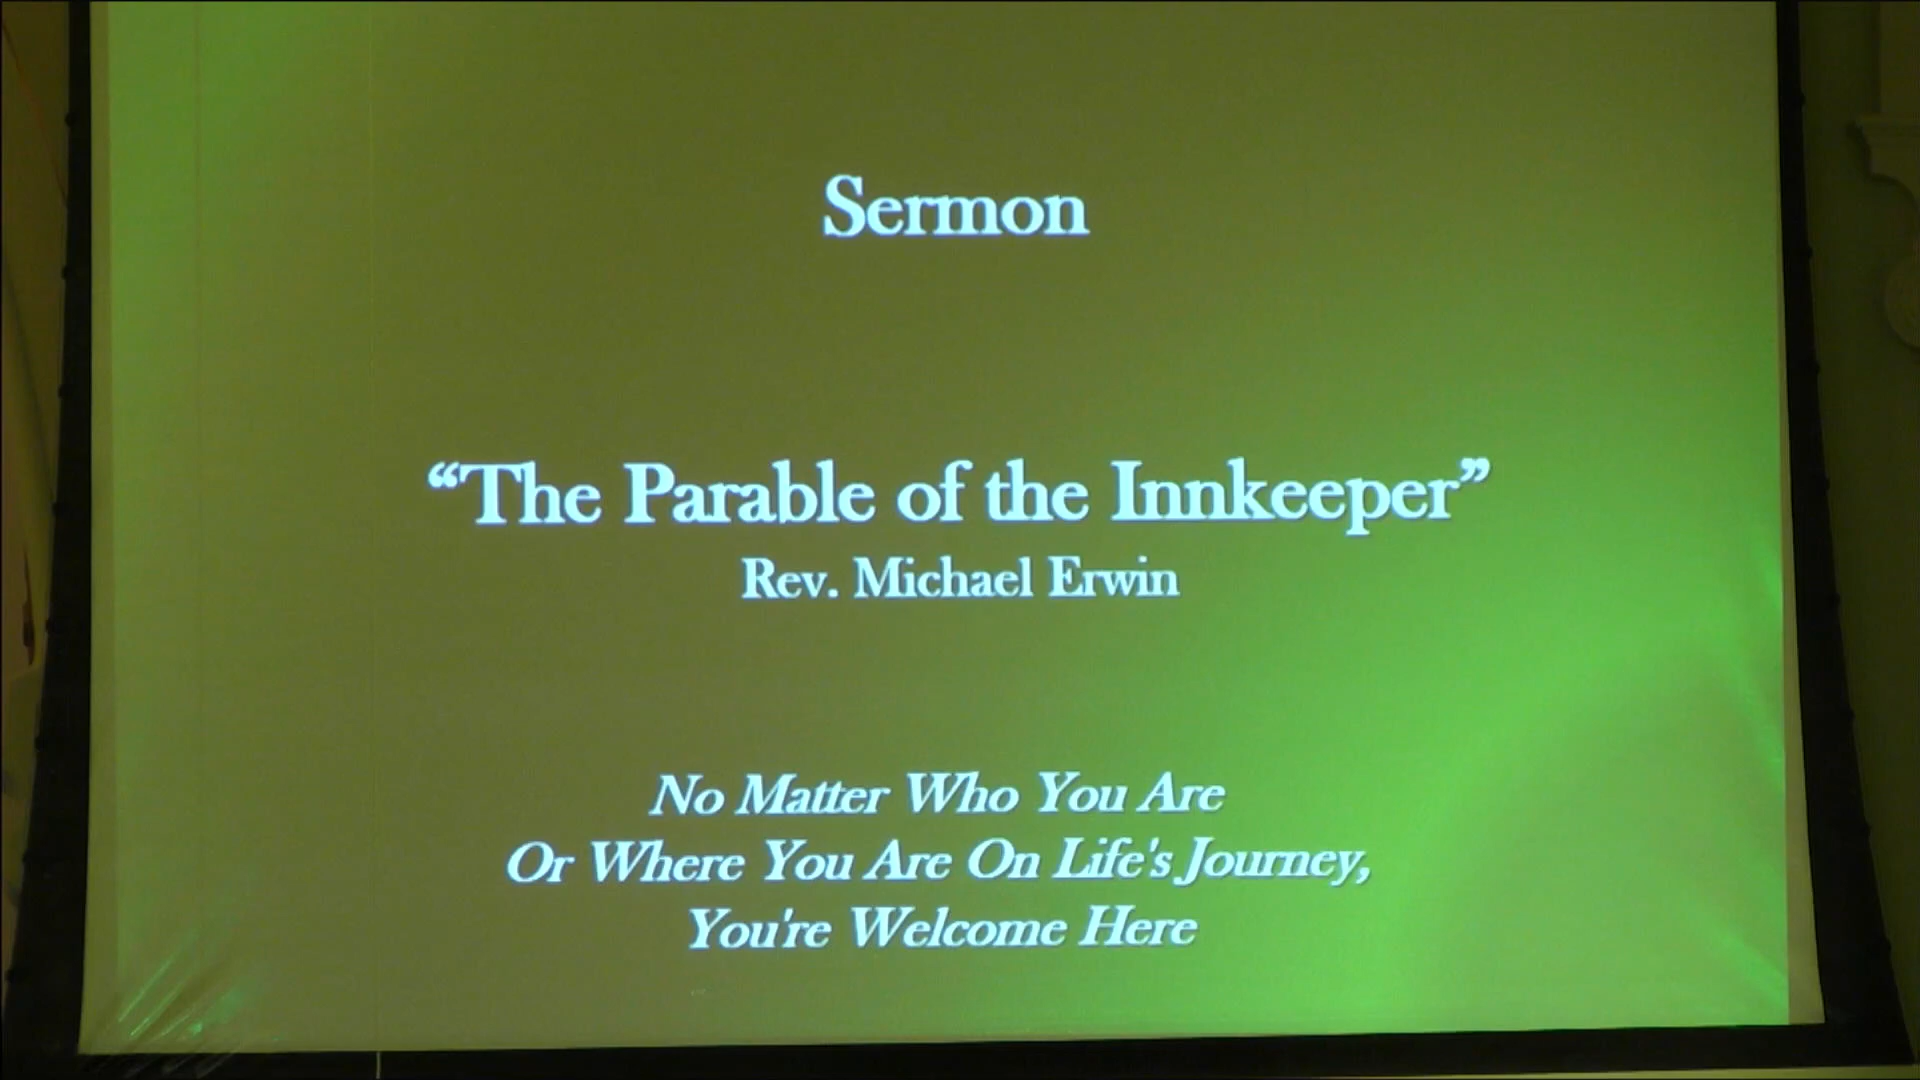 Sermon
“The Parable of the Innkeeper”
Rev. Michael Erwin
No Matter Who You Are
Or Where You Are On Life's Journey,
You're Welcome Here